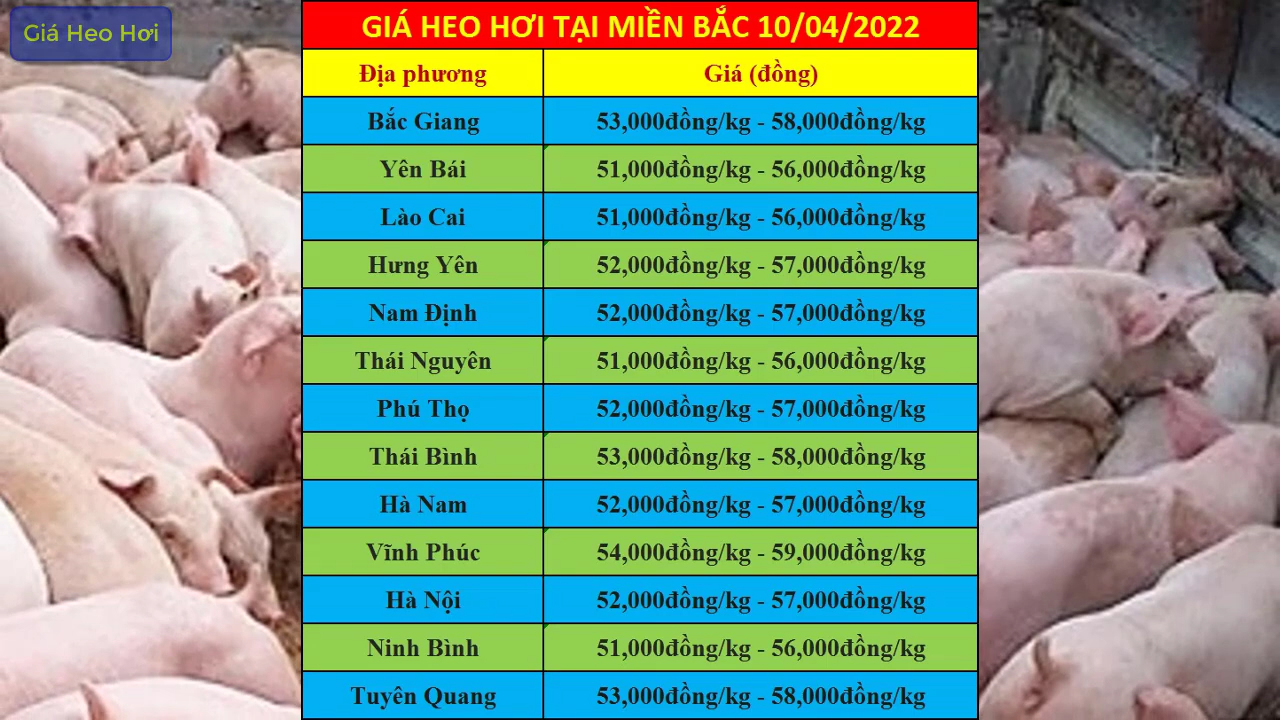 Giá Heo Hơi
GIÁ HEO HƠI TẠI MIỀN BẮC 10/04/2022
Địa phương Giá (đồng)
Bắc Giang 53,000đồng/kg - 58,000đồng/kg
Yên Bái 51,000đồng/kg - 56,000đồng/kg
Lào Cai 51,000đồng/kg - 56,000đồng/kg
Hưng Yên 52,000đồng/kg - 57,000đồng/kg
Nam Định 52,000đồng/kg - 57,000đồng/kg
Thái Nguyên 51,000đồng/kg - 56,000đồng/kg
Phú Thọ 52,000đồng/kg - 57,000đồng/kg
Thái Bình 53,000đồng/kg - 58,000đồng/kg
Hà Nam 52,000đồng/kg - 57,000đồng/kg
Vĩnh Phúc 54,000đồng/kg - 59,000đồng/kg
Hà Nội 52,000đồng/kg - 57,000đồng/kg
Ninh Bình 51,000đồng/kg - 56,000đồng/kg
Tuyên Quang 53,000đồng/kg - 58,000đồng/kg